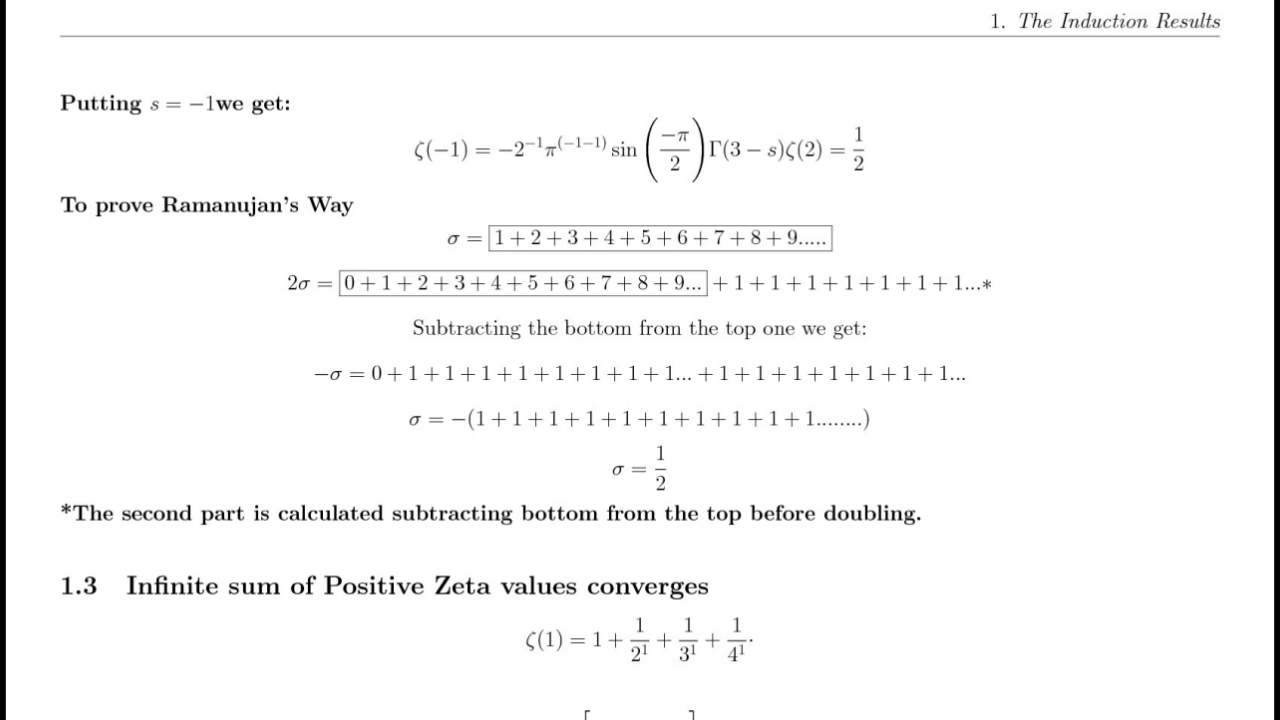 1. The Induction Results
Putting s = −1we get:
ζ(−1) = −2^{−1}π^{(−1−1)} sin (−π/2) Γ(3 − s)ζ(2) = 1/2
To prove Ramanujan's Way
σ = 1 + 2 + 3 + 4 + 5 + 6 + 7 + 8 + 9.....
2σ = 0 + 1 + 2 + 3 + 4 + 5 + 6 + 7 + 8 + 9... + 1 + 1 + 1 + 1 + 1 + 1 + 1...*
Subtracting the bottom from the top one we get:
−σ = 0 + 1 + 1 + 1 + 1 + 1 + 1 + 1 + 1... + 1 + 1 + 1 + 1 + 1 + 1 + 1...
σ = −(1 + 1 + 1 + 1 + 1 + 1 + 1 + 1 + 1 + 1........)
σ = 1/2
*The second part is calculated subtracting bottom from the top before doubling.
1.3 Infinite sum of Positive Zeta values converges
ζ(1) = 1 + 1/2^1 + 1/3^1 + 1/4^1 ·